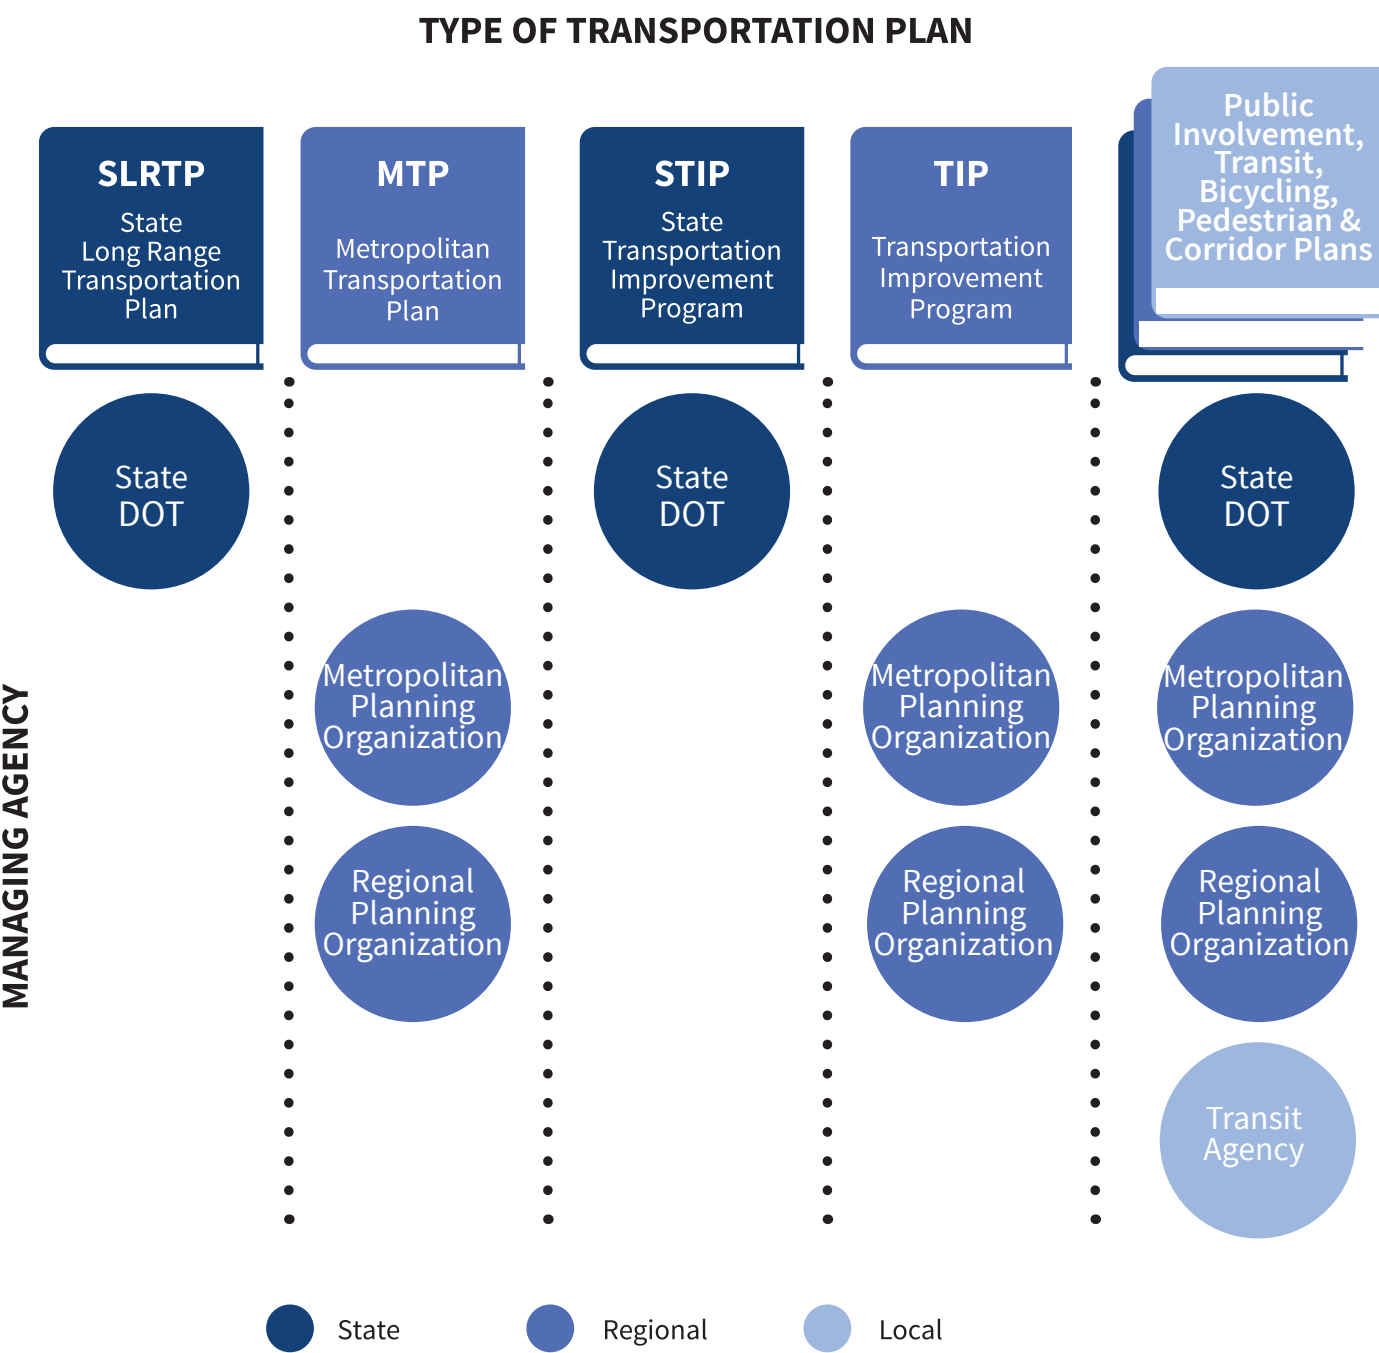 TYPE OF TRANSPORTATION PLAN
SLRTP
State
Long Range
Transportation
Plan
MTP
Metropolitan
Transportation
Plan
STIP
State
Transportation
Improvement
Program
TIP
Transportation
Improvement
Program
Public
Involvement,
Transit,
Bicycling,
Pedestrian &
Corridor Plans
MANAGING AGENCY
State
DOT
State
DOT
State
DOT
Metropolitan
Planning
Organization
Metropolitan
Planning
Organization
Metropolitan
Planning
Organization
Regional
Planning
Organization
Regional
Planning
Organization
Regional
Planning
Organization
Transit
Agency
State
Regional
Local